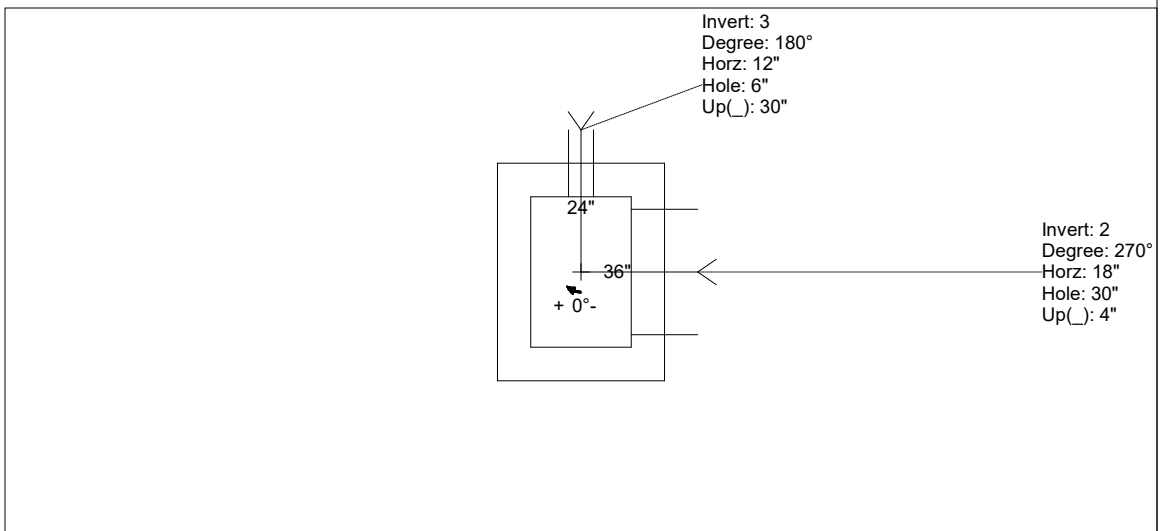 Invert: 3
Degree: 180°
Horz: 12"
Hole: 6"
Up(_): 30"
24"
Invert: 2
Degree: 270°
36"
Horz: 18"
Hole: 30"
+ 0°-
Up(_): 4"